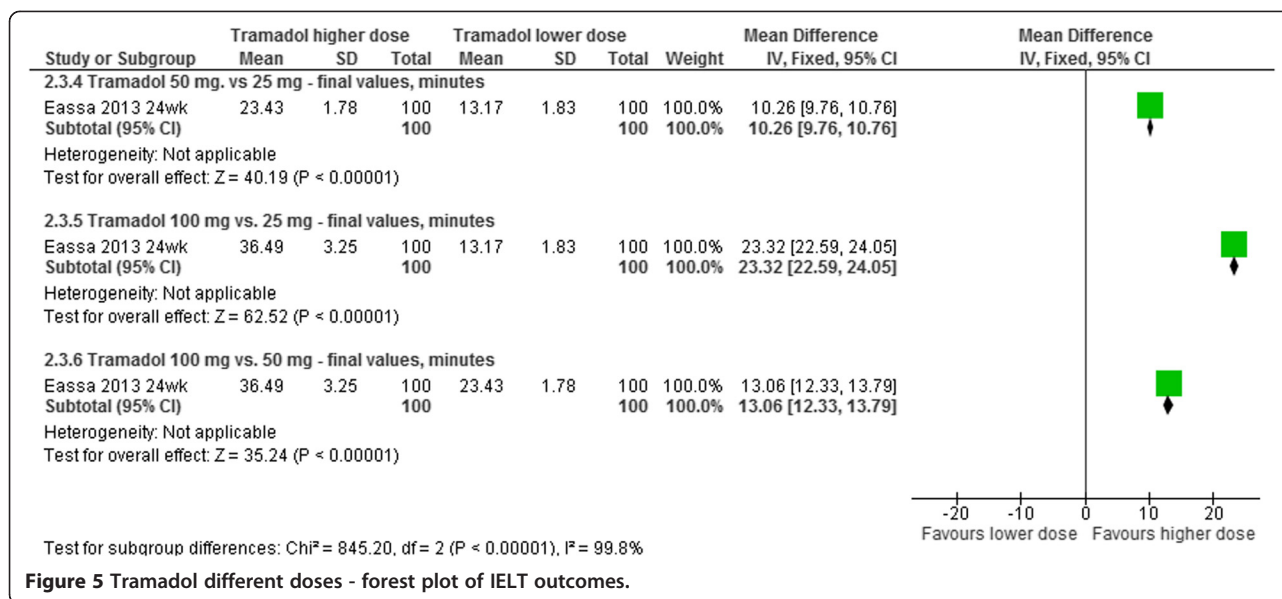 Tramadol higher dose Tramadol lower dose Mean Difference Mean Difference
Study or Subgroup Mean SD Total Mean SD Total Weight IV, Fixed, 95% CI IV, Fixed, 95% CI
2.3.4 Tramadol 50 mg. vs 25 mg - final values, minutes
Eassa 2013 24wk 23.43 1.78 100 13.17 1.83 100 100.0% 10.26 [9.76, 10.76]
Subtotal (95% CI) 100 100 100.0% 10.26 [9.76, 10.76]
Heterogeneity: Not applicable
Test for overall effect: Z = 40.19 (P < 0.00001)
2.3.5 Tramadol 100 mg vs. 25 mg - final values, minutes
Eassa 2013 24wk 36.49 3.25 100 13.17 1.83 100 100.0% 23.32 [22.59, 24.05]
Subtotal (95% CI) 100 100 100.0% 23.32 [22.59, 24.05]
Heterogeneity: Not applicable
Test for overall effect: Z = 62.52 (P < 0.00001)
2.3.6 Tramadol 100 mg vs. 50 mg - final values, minutes
Eassa 2013 24wk 36.49 3.25 100 23.43 1.78 100 100.0% 13.06 [12.33, 13.79]
Subtotal (95% CI) 100 100 100.0% 13.06 [12.33, 13.79]
Heterogeneity: Not applicable
Test for overall effect: Z = 35.24 (P < 0.00001)
-20 -10 0 10 20
Favours lower dose Favours higher dose
Test for subgroup differences: Chi² = 845.20, df = 2 (P < 0.00001), I² = 99.8%
Figure 5 Tramadol different doses - forest plot of IELT outcomes.